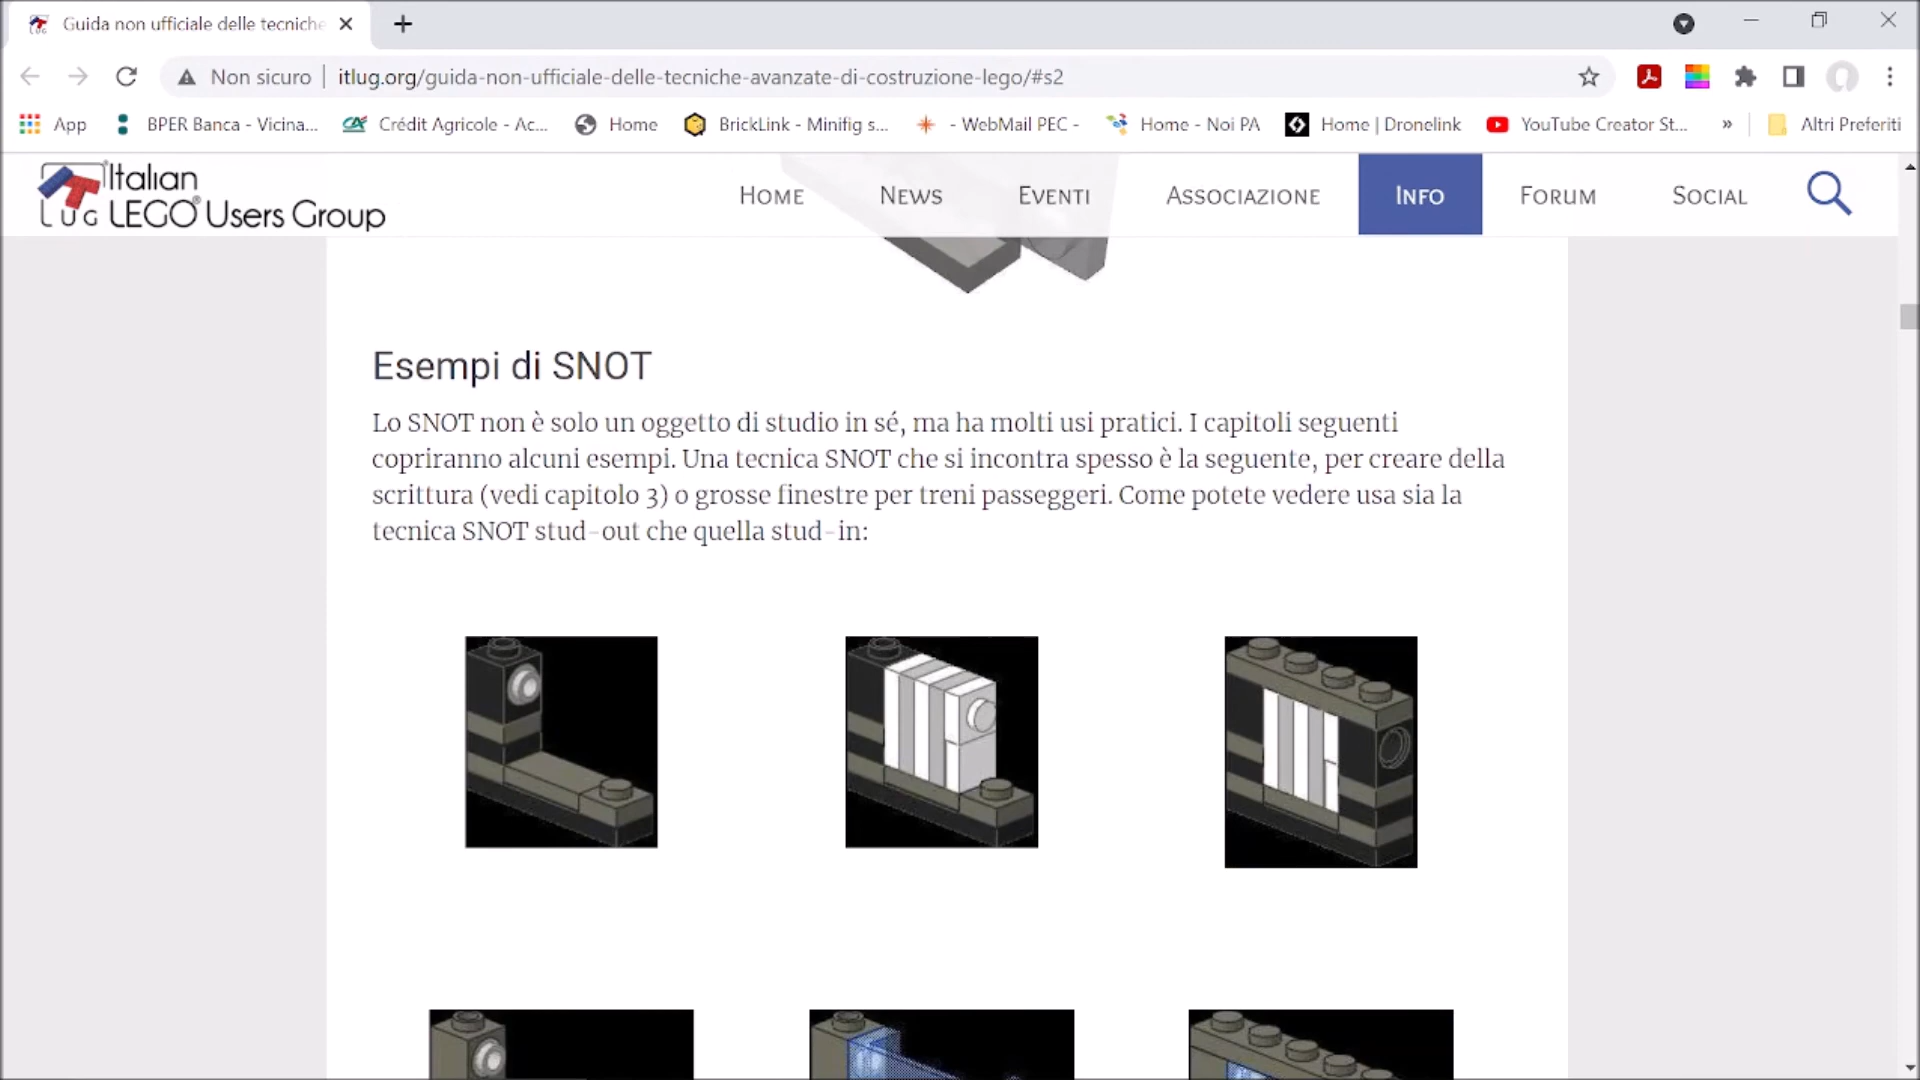 Guida non ufficiale delle tecniche
Non sicuro
itlug.org/guida-non-ufficiale-delle-tecniche-avanzate-di-costruzione-lego/#s2
App
BPER Banca - Vicina...
Crédit Agricole - Ac...
Home
BrickLink - Minifig s...
- WebMail PEC -
Home - Noi PA
Home | Dronelink
YouTube Creator St...
»
Altri Preferiti
Italian
LUG LEGO® Users Group
HOME
NEWS
EVENTI
ASSOCIAZIONE
INFO
FORUM
SOCIAL
Esempi di SNOT
Lo SNOT non è solo un oggetto di studio in sé, ma ha molti usi pratici. I capitoli seguenti
copriranno alcuni esempi. Una tecnica SNOT che si incontra spesso è la seguente, per creare della
scrittura (vedi capitolo 3) o grosse finestre per treni passeggeri. Come potete vedere usa sia la
tecnica SNOT stud-out che quella stud-in: